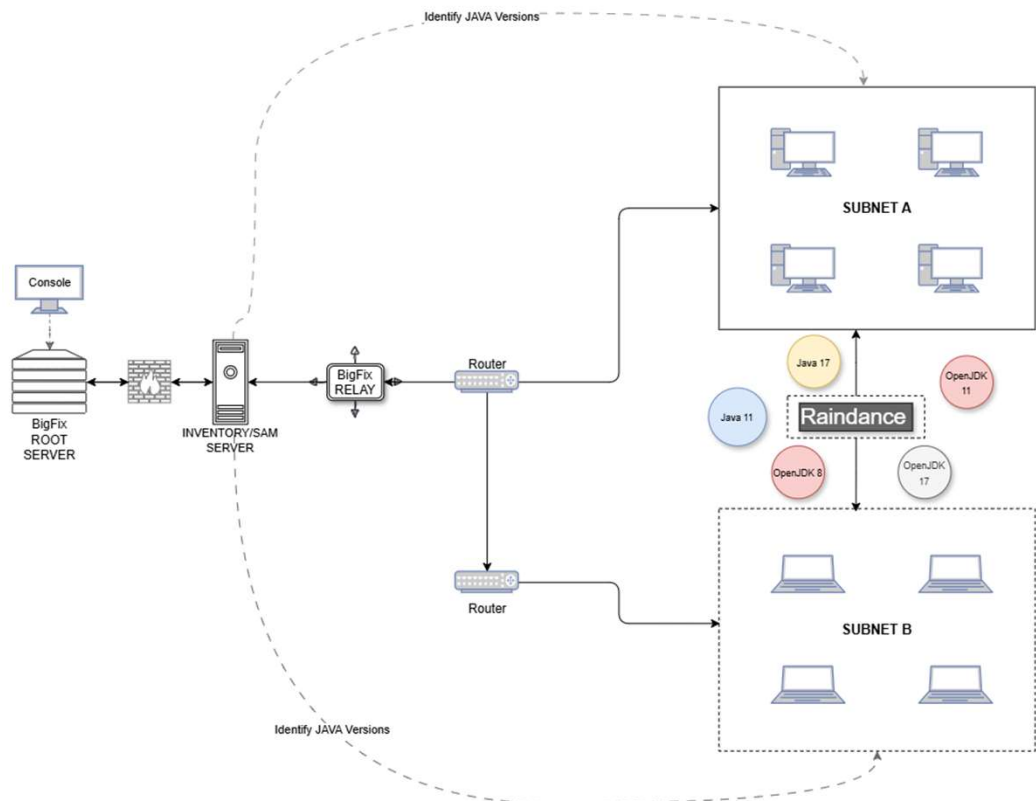 Identify JAVA Versions
SUBNET A
Console
Router
BigFix
RELAY
BigFix
ROOT
SERVER
INVENTORY/SAM
SERVER
Java 17
OpenJDK
11
Java 11
Raindance
OpenJDK 8
OpenJDK
17
Router
SUBNET B
Identify JAVA Versions